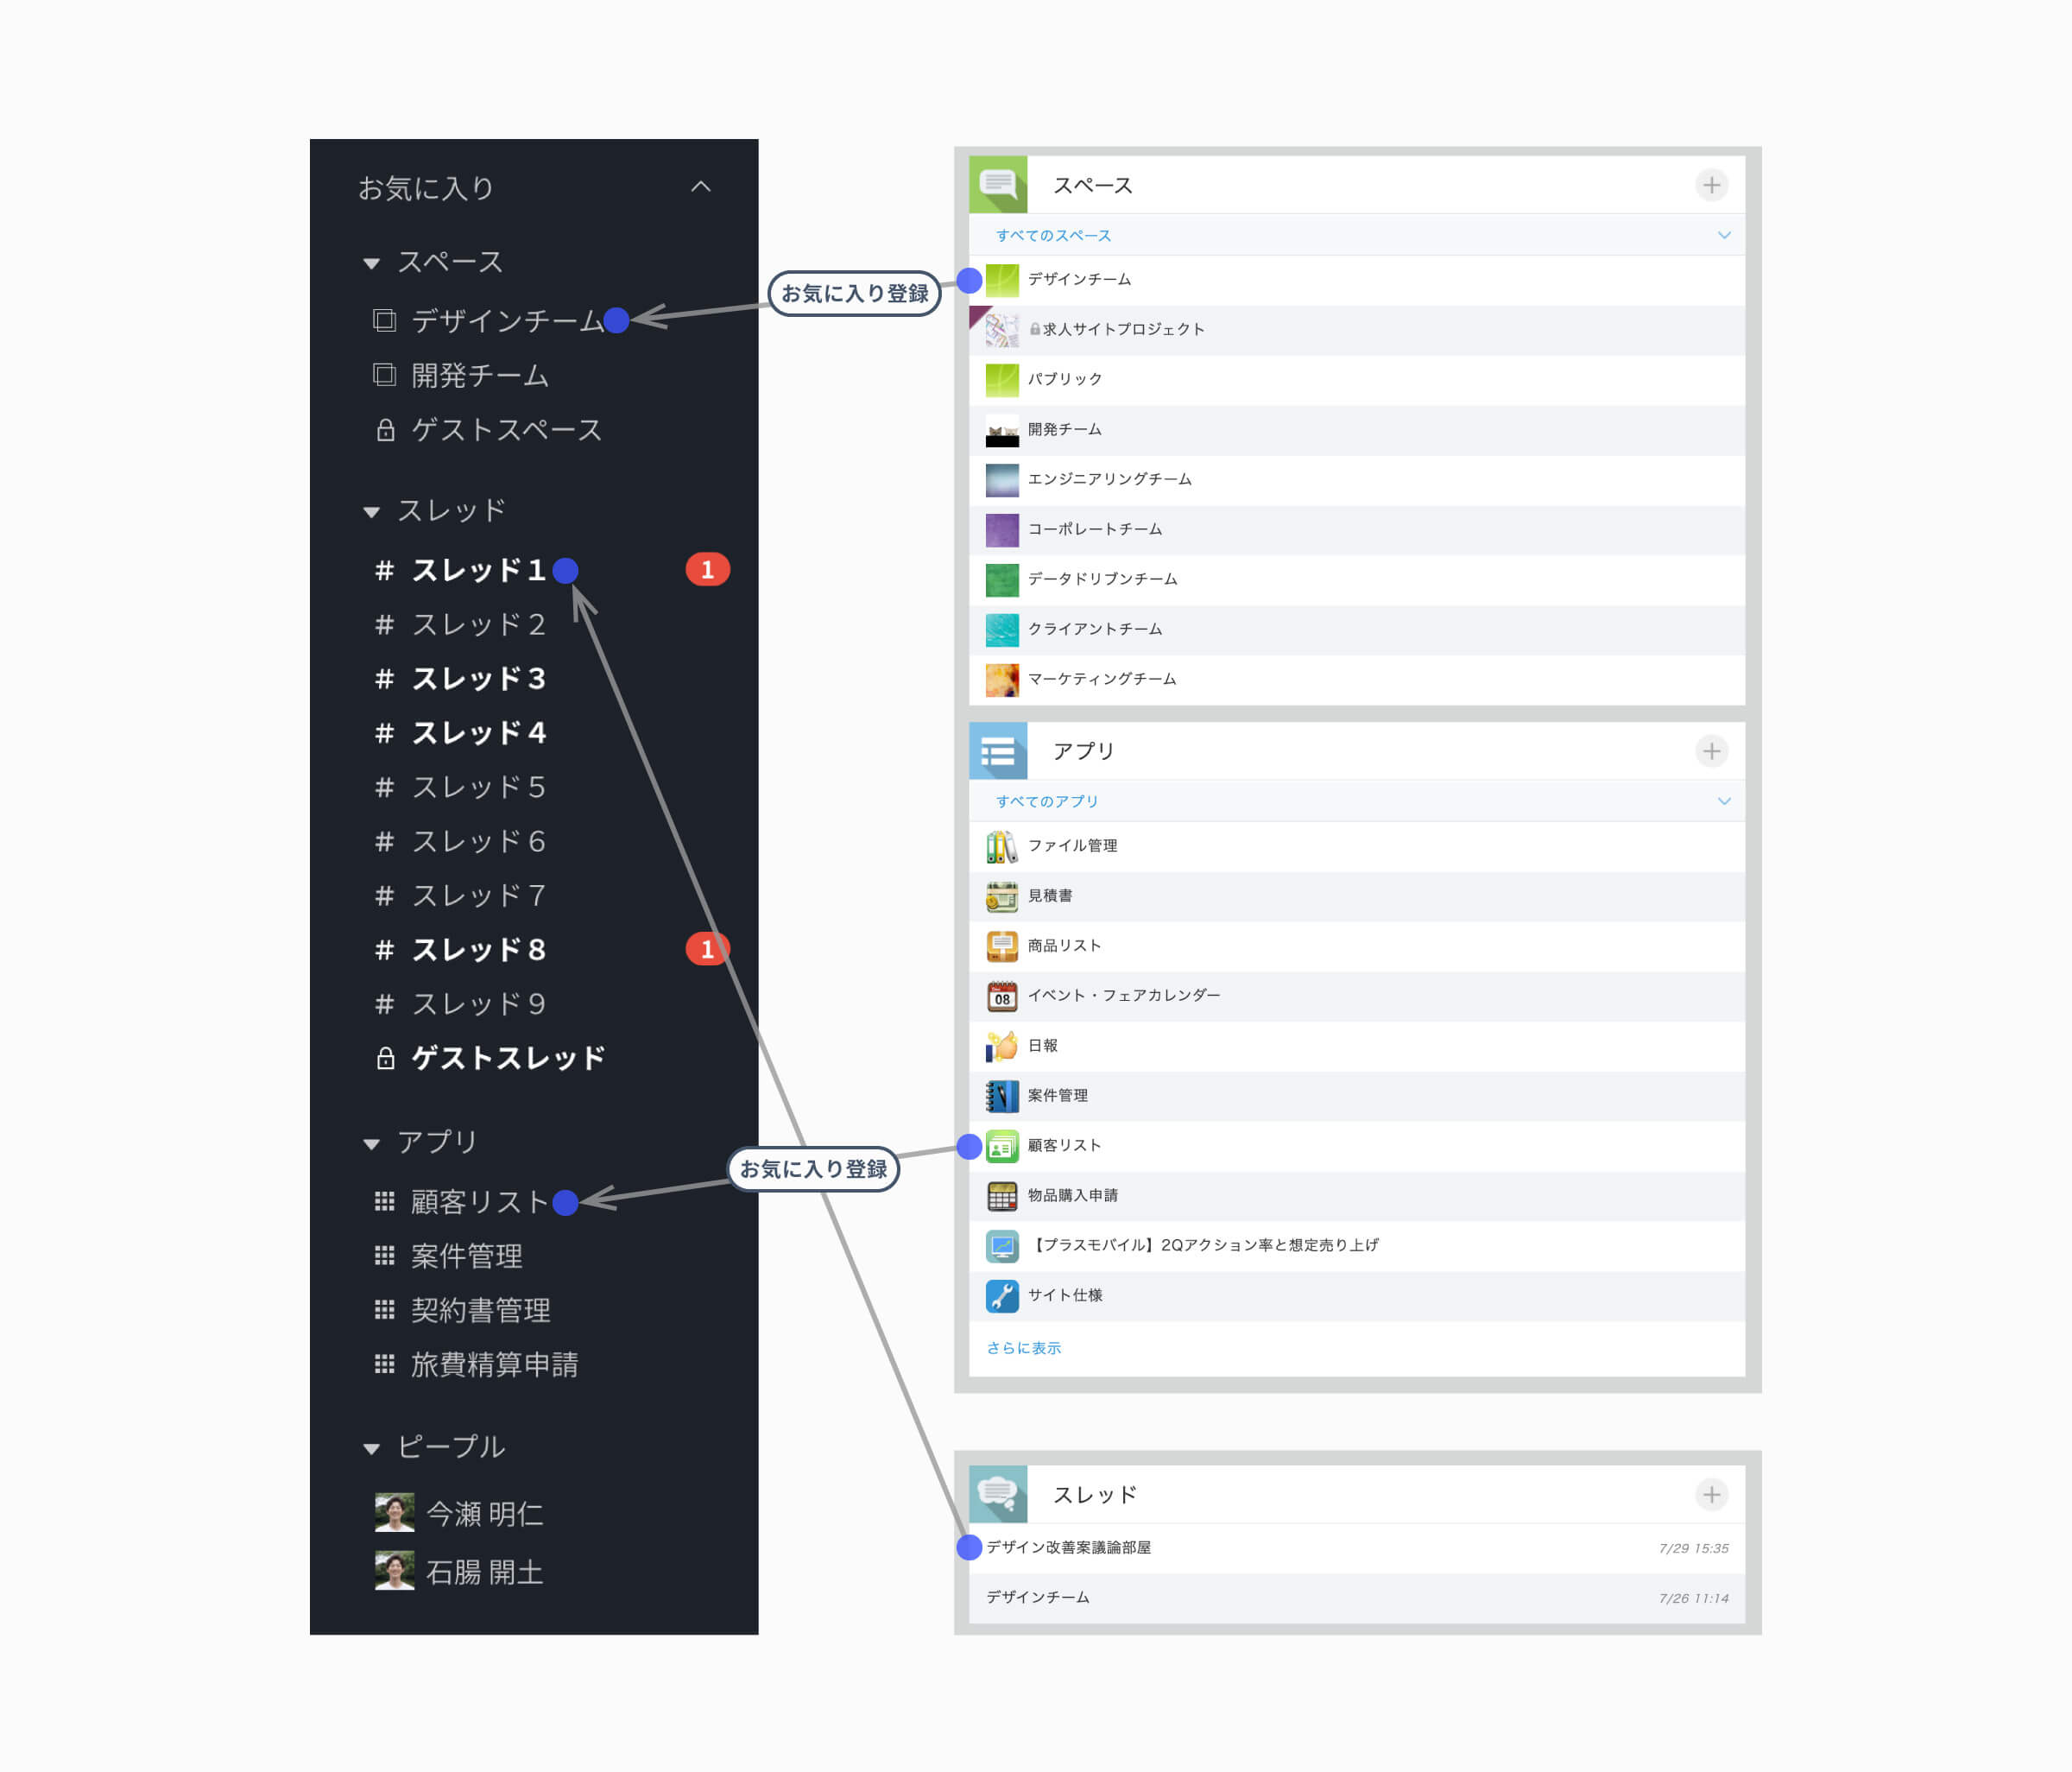 お気に入り
スペース
デザインチーム
開発チーム
ゲストスペース
スレッド
# スレッド1 1
# スレッド2
# スレッド3
# スレッド4
# スレッド5
# スレッド6
# スレッド7
# スレッド8 1
# スレッド9
ゲストスレッド
アプリ
顧客リスト
案件管理
契約書管理
旅費精算申請
ピープル
今瀬 明仁
石腸 開土
お気に入り登録
お気に入り登録
スペース
すべてのスペース
デザインチーム
求人サイトプロジェクト
パブリック
開発チーム
エンジニアリングチーム
コーポレートチーム
データドリブンチーム
クライアントチーム
マーケティングチーム
アプリ
すべてのアプリ
ファイル管理
見積書
商品リスト
08 イベント・フェアカレンダー
日報
案件管理
顧客リスト
物品購入申請
【プラスモバイル】2Qアクション率と想定売り上げ
サイト仕様
さらに表示
スレッド
デザイン改善案議論部屋 7/29 15:35
デザインチーム 7/26 11:14